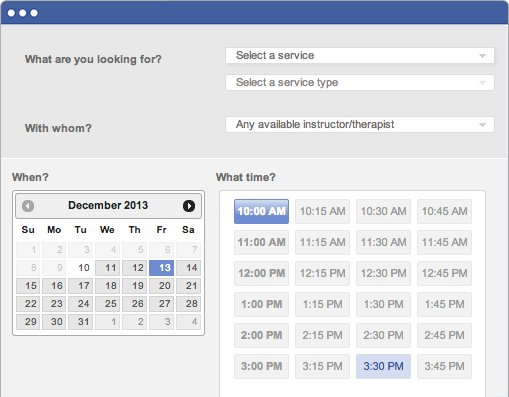 What are you looking for?
Select a service
Select a service type
With whom?
Any available instructor/therapist
When?
December 2013
Su Mo Tu We Th Fr Sa
1 2 3 4 5 6 7
8 9 10 11 12 13 14
15 16 17 18 19 20 21
22 23 24 25 26 27 28
29 30 31 1 2 3 4
What time?
10:00 AM 10:15 AM 10:30 AM 10:45 AM
11:00 AM 11:15 AM 11:30 AM 11:45 AM
12:00 PM 12:15 PM 12:30 PM 12:45 PM
1:00 PM 1:15 PM 1:30 PM 1:45 PM
2:00 PM 2:15 PM 2:30 PM 2:45 PM
3:00 PM 3:15 PM 3:30 PM 3:45 PM